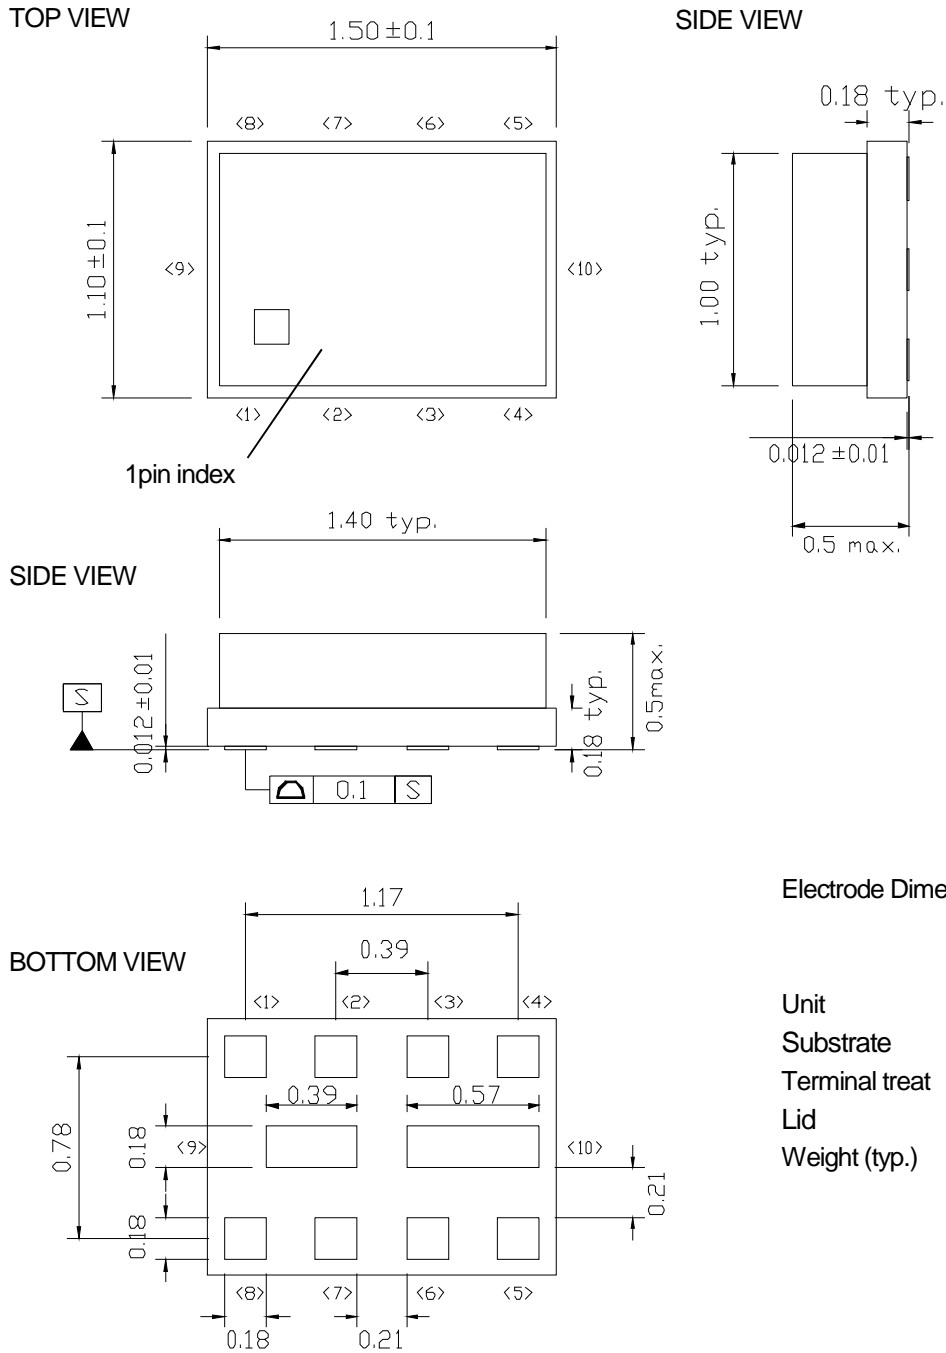 TOP VIEW
1.50±0.1
SIDE VIEW
0.18 typ.
<8> <7> <6> <5>
1.10±0.1
<9>
<10>
1.00 typ.
<1> <2> <3> <4>
0.012±0.01
1pin index
1.40 typ.
0.5 max.
SIDE VIEW
S
0.012±0.01
0.18 typ.
0.5max.
0.1 S
Electrode Dime
1.17
0.39
BOTTOM VIEW
<1> <2> <3> <4>
Unit
Substrate
Terminal treat
Lid
Weight (typ.)
0.39 0.57
0.78
0.18
<9>
<10>
0.21
0.18
<8> <7> <6> <5>
0.18 0.21